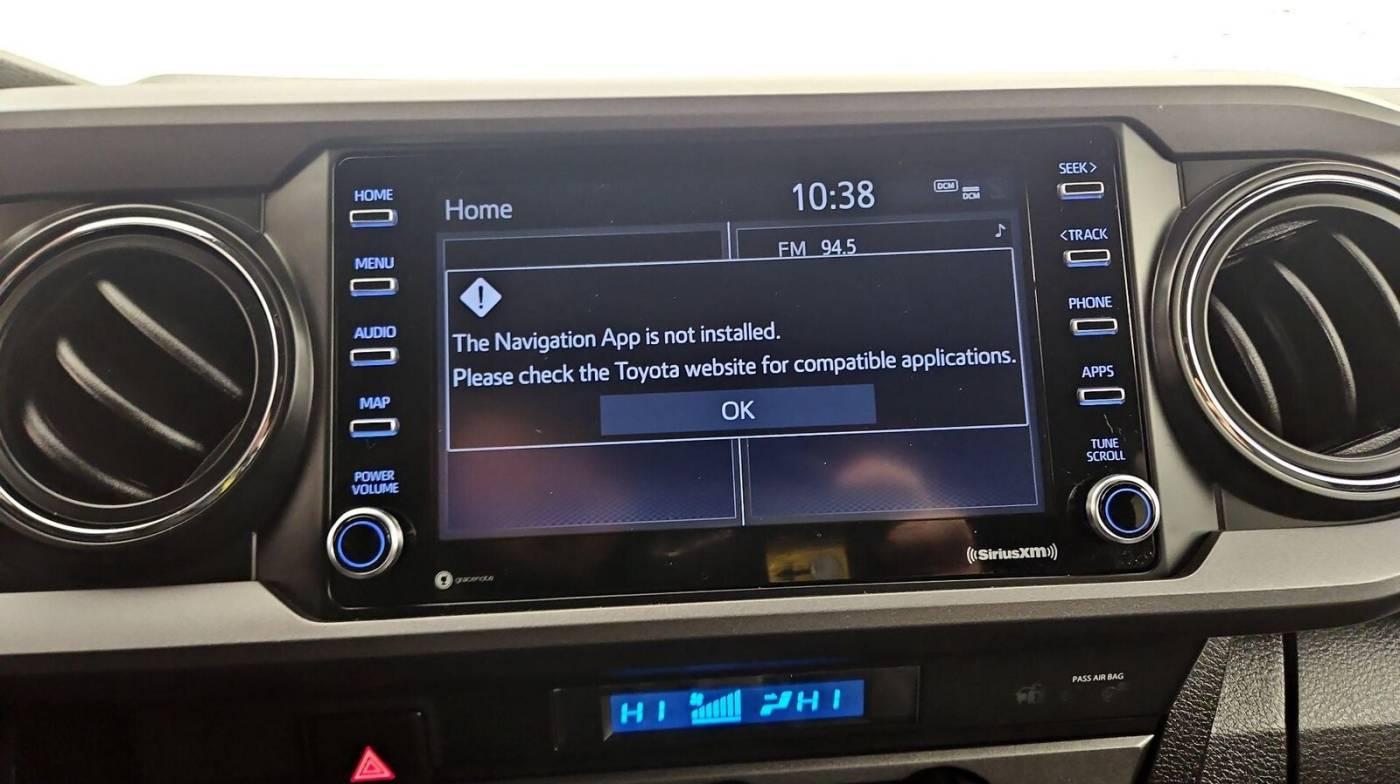 HOME
MENU
AUDIO
MAP
POWER
VOLUME
Home
10:38
DCM
DCM
FM 94.5
The Navigation App is not installed.
Please check the Toyota website for compatible applications.
OK
SEEK>
<TRACK
PHONE
APPS
TUNE
SCROLL
gracenote
((SiriusXM))
HI HI
PASS AIR BAG